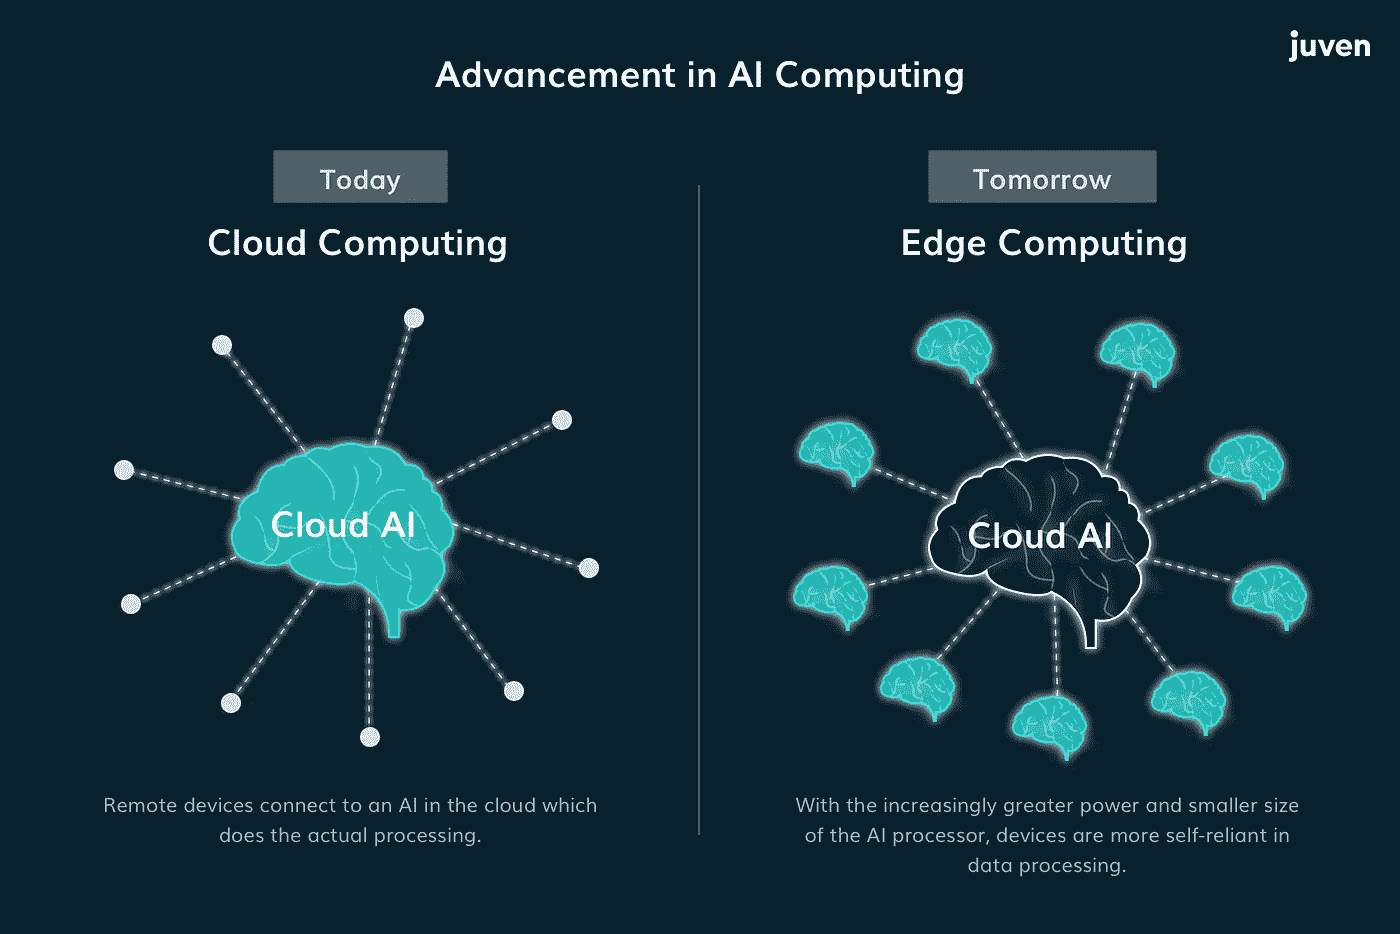 juven
Advancement in AI Computing
Today
Cloud Computing
Cloud AI
Remote devices connect to an AI in the cloud which
does the actual processing.
Tomorrow
Edge Computing
Cloud AI
With the increasingly greater power and smaller size
of the AI processor, devices are more self-reliant in
data processing.